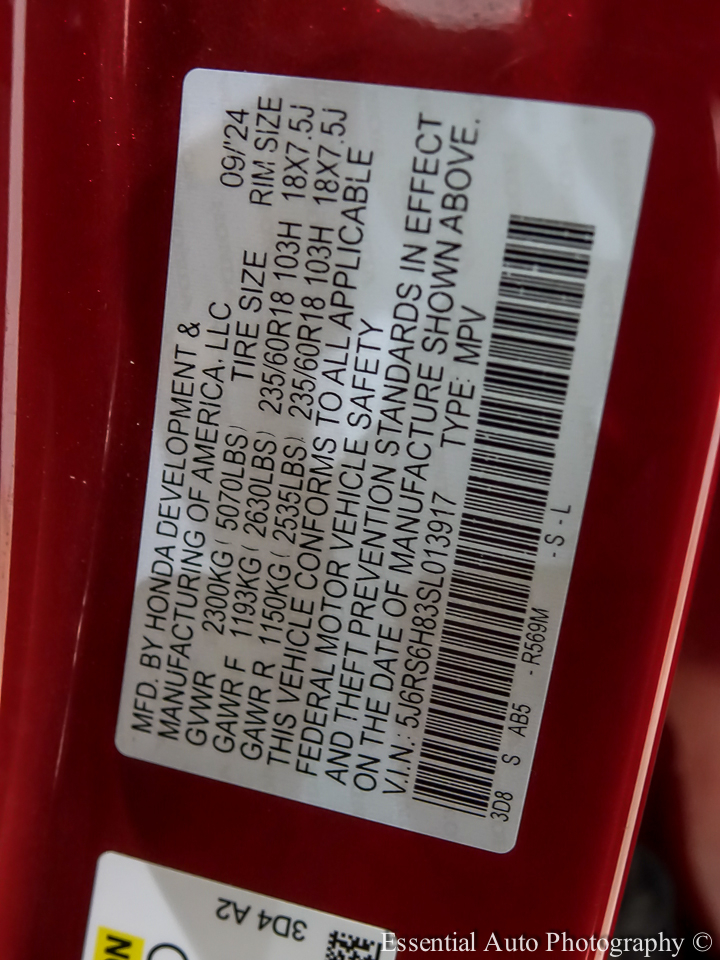 MFD. BY HONDA DEVELOPMENT &
MANUFACTURING OF AMERICA, LLC 09/'24
GVWR 2300KG ( 5070LBS) TIRE SIZE RIM SIZE
GAWR F 1193KG ( 2630LBS) 235/60R18 103H 18X7.5J
GAWR R 1150KG ( 2535LBS) 235/60R18 103H 18X7.5J
THIS VEHICLE CONFORMS TO ALL APPLICABLE
FEDERAL MOTOR VEHICLE SAFETY
AND THEFT PREVENTION STANDARDS IN EFFECT
ON THE DATE OF MANUFACTURE SHOWN ABOVE.
V.I.N.: 5J6RS6H83SL013917 TYPE: MPV
3D8 S AB5 - R569M - S - L
3D4 A2
Essential Auto Photography ©